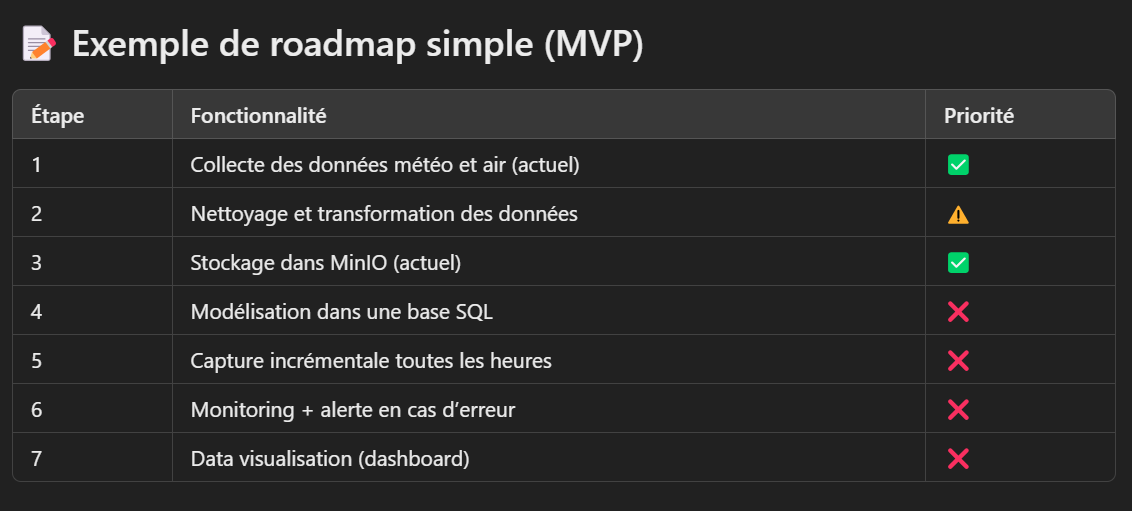 📝 Exemple de roadmap simple (MVP)
Étape Fonctionnalité Priorité
1 Collecte des données météo et air (actuel) ✅
2 Nettoyage et transformation des données ⚠️
3 Stockage dans MinIO (actuel) ✅
4 Modélisation dans une base SQL ❌
5 Capture incrémentale toutes les heures ❌
6 Monitoring + alerte en cas d’erreur ❌
7 Data visualisation (dashboard) ❌